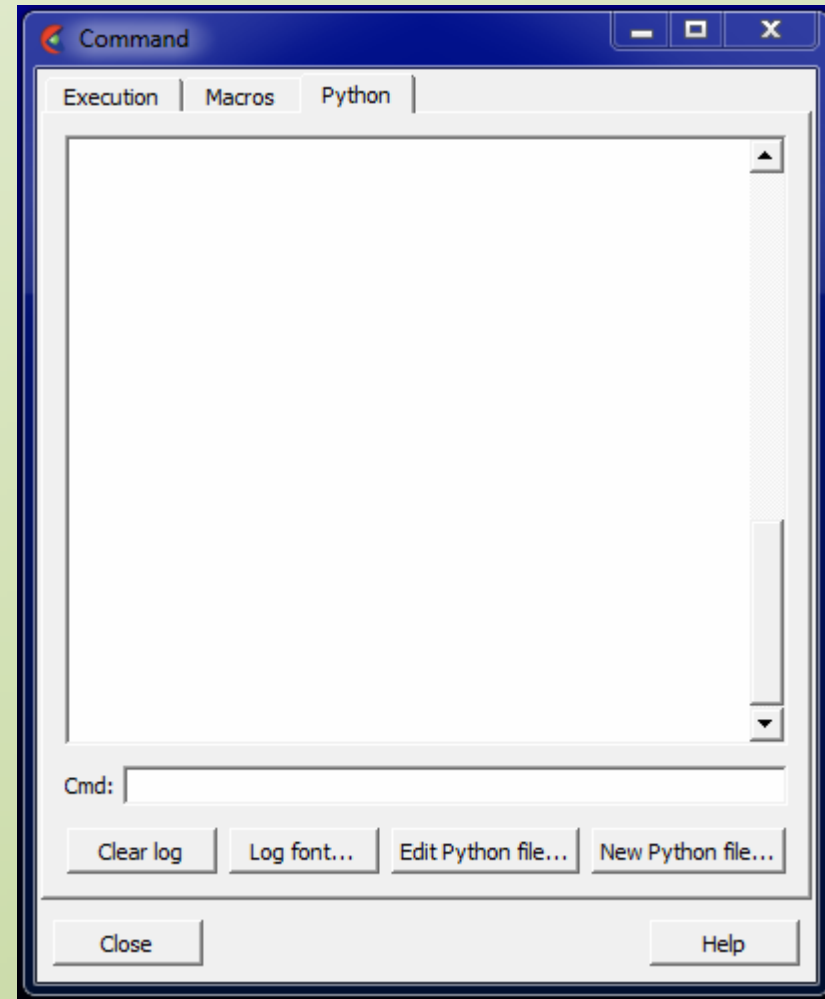 Command
Execution Macros Python
Cmd:
Clear log Log font... Edit Python file... New Python file...
Close Help